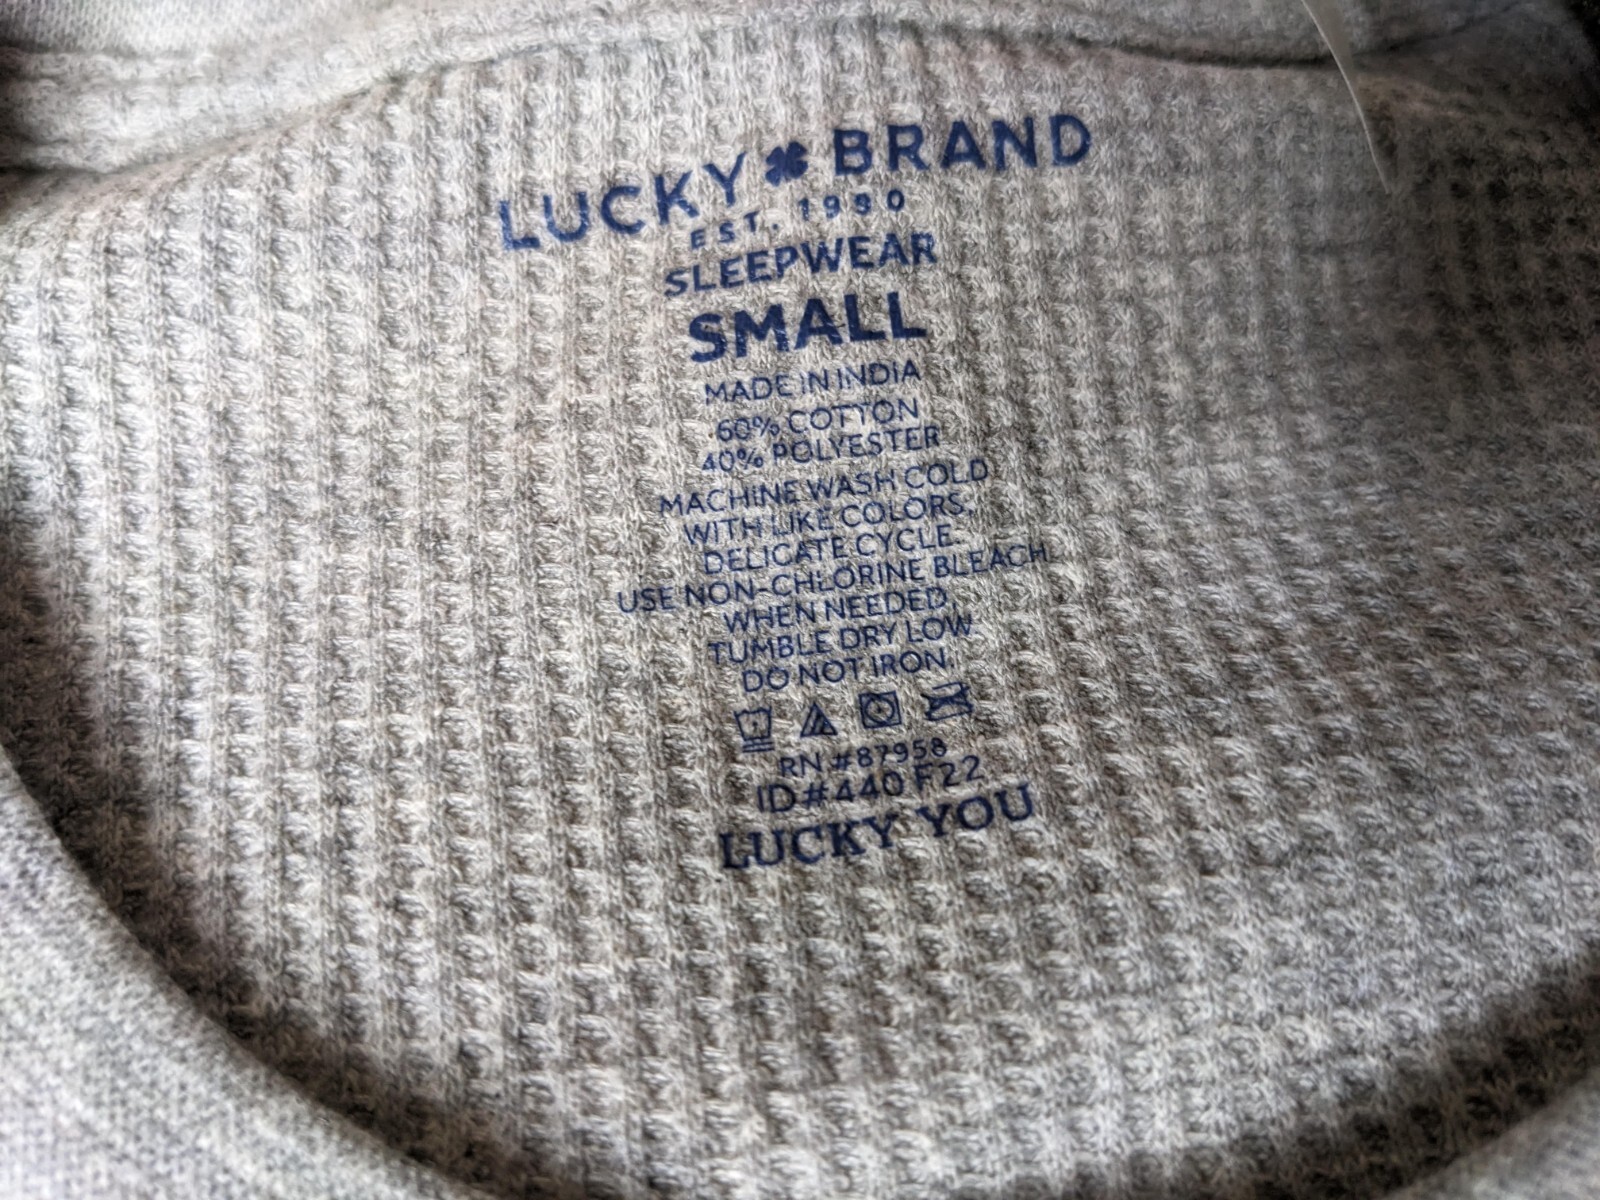 LUCKY BRAND
EST. 1990
SLEEPWEAR
SMALL
MADE IN INDIA
60% COTTON
40% POLYESTER
MACHINE WASH COLD
WITH LIKE COLORS,
DELICATE CYCLE.
USE NON-CHLORINE BLEACH
WHEN NEEDED,
TUMBLE DRY LOW
DO NOT IRON.
RN #87958
ID#440 F22
LUCKY YOU